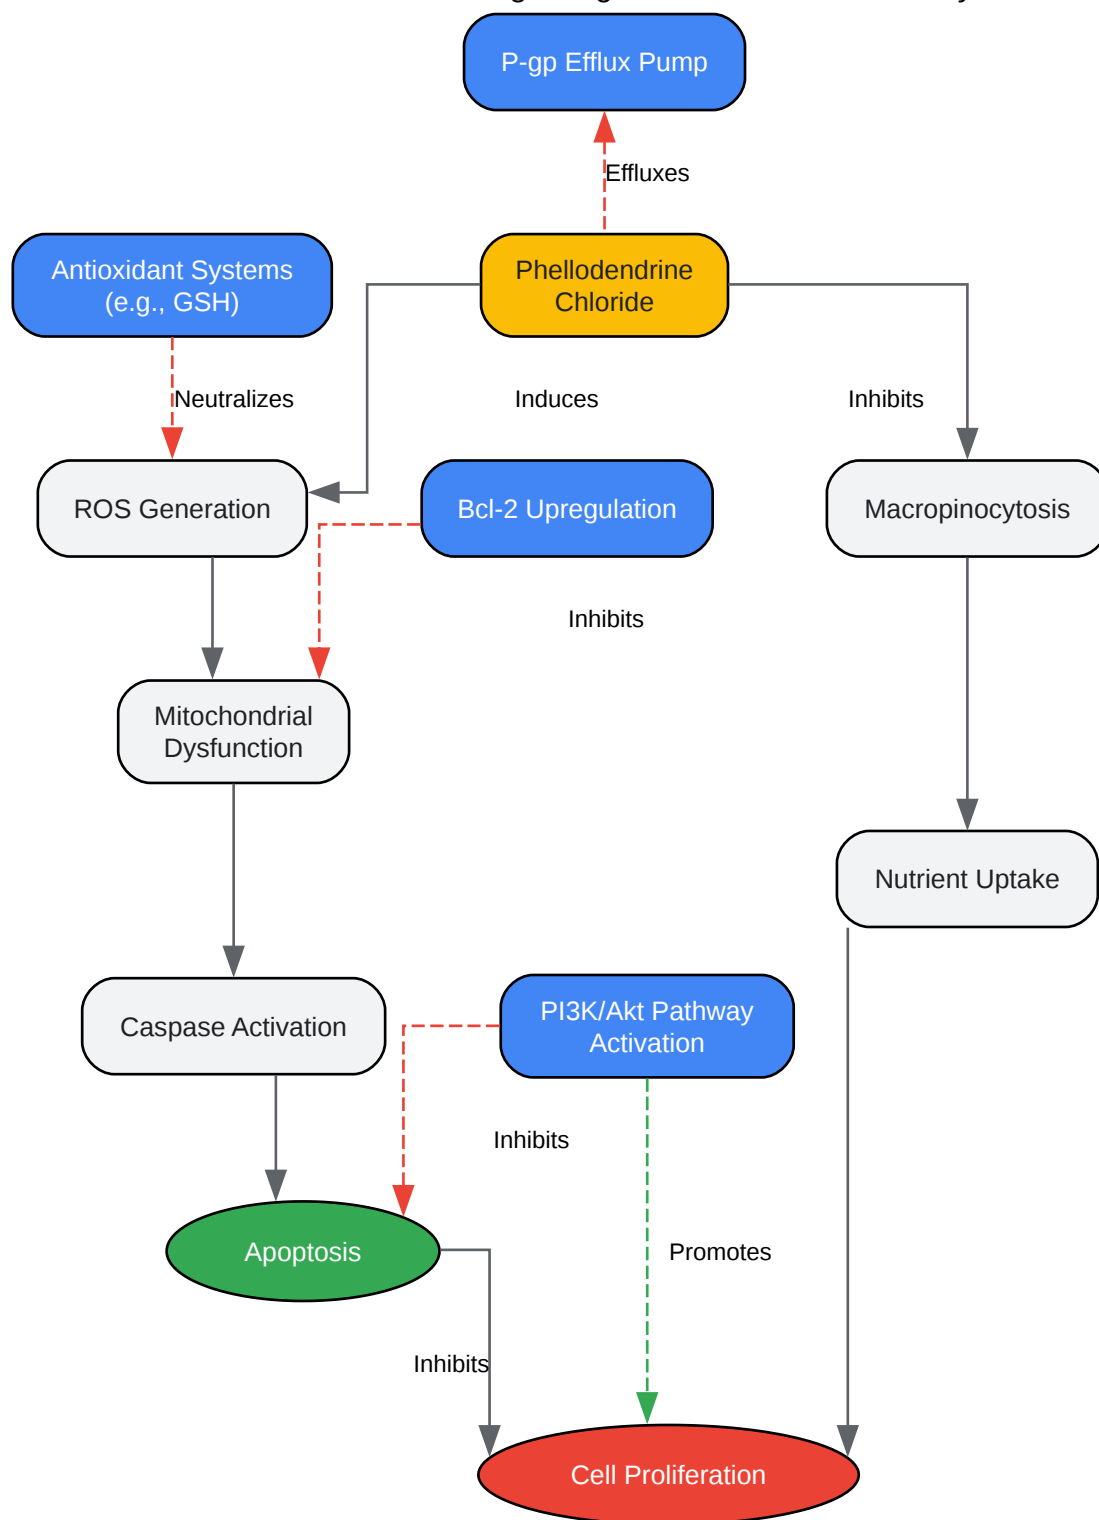 P-gp Efflux Pump
Effluxes
Antioxidant Systems
(e.g., GSH)
Phellodendrine
Chloride
Neutralizes
Induces
Inhibits
ROS Generation
Bcl-2 Upregulation
Macropinocytosis
Inhibits
Mitochondrial
Dysfunction
Nutrient Uptake
Caspase Activation
PI3K/Akt Pathway
Activation
Inhibits
Apoptosis
Promotes
Inhibits
Cell Proliferation